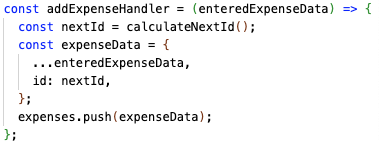 const addExpenseHandler = (enteredExpenseData) => {
  const nextId = calculateNextId();
  const expenseData = {
    ...enteredExpenseData,
    id: nextId,
  };
  expenses.push(expenseData);
};